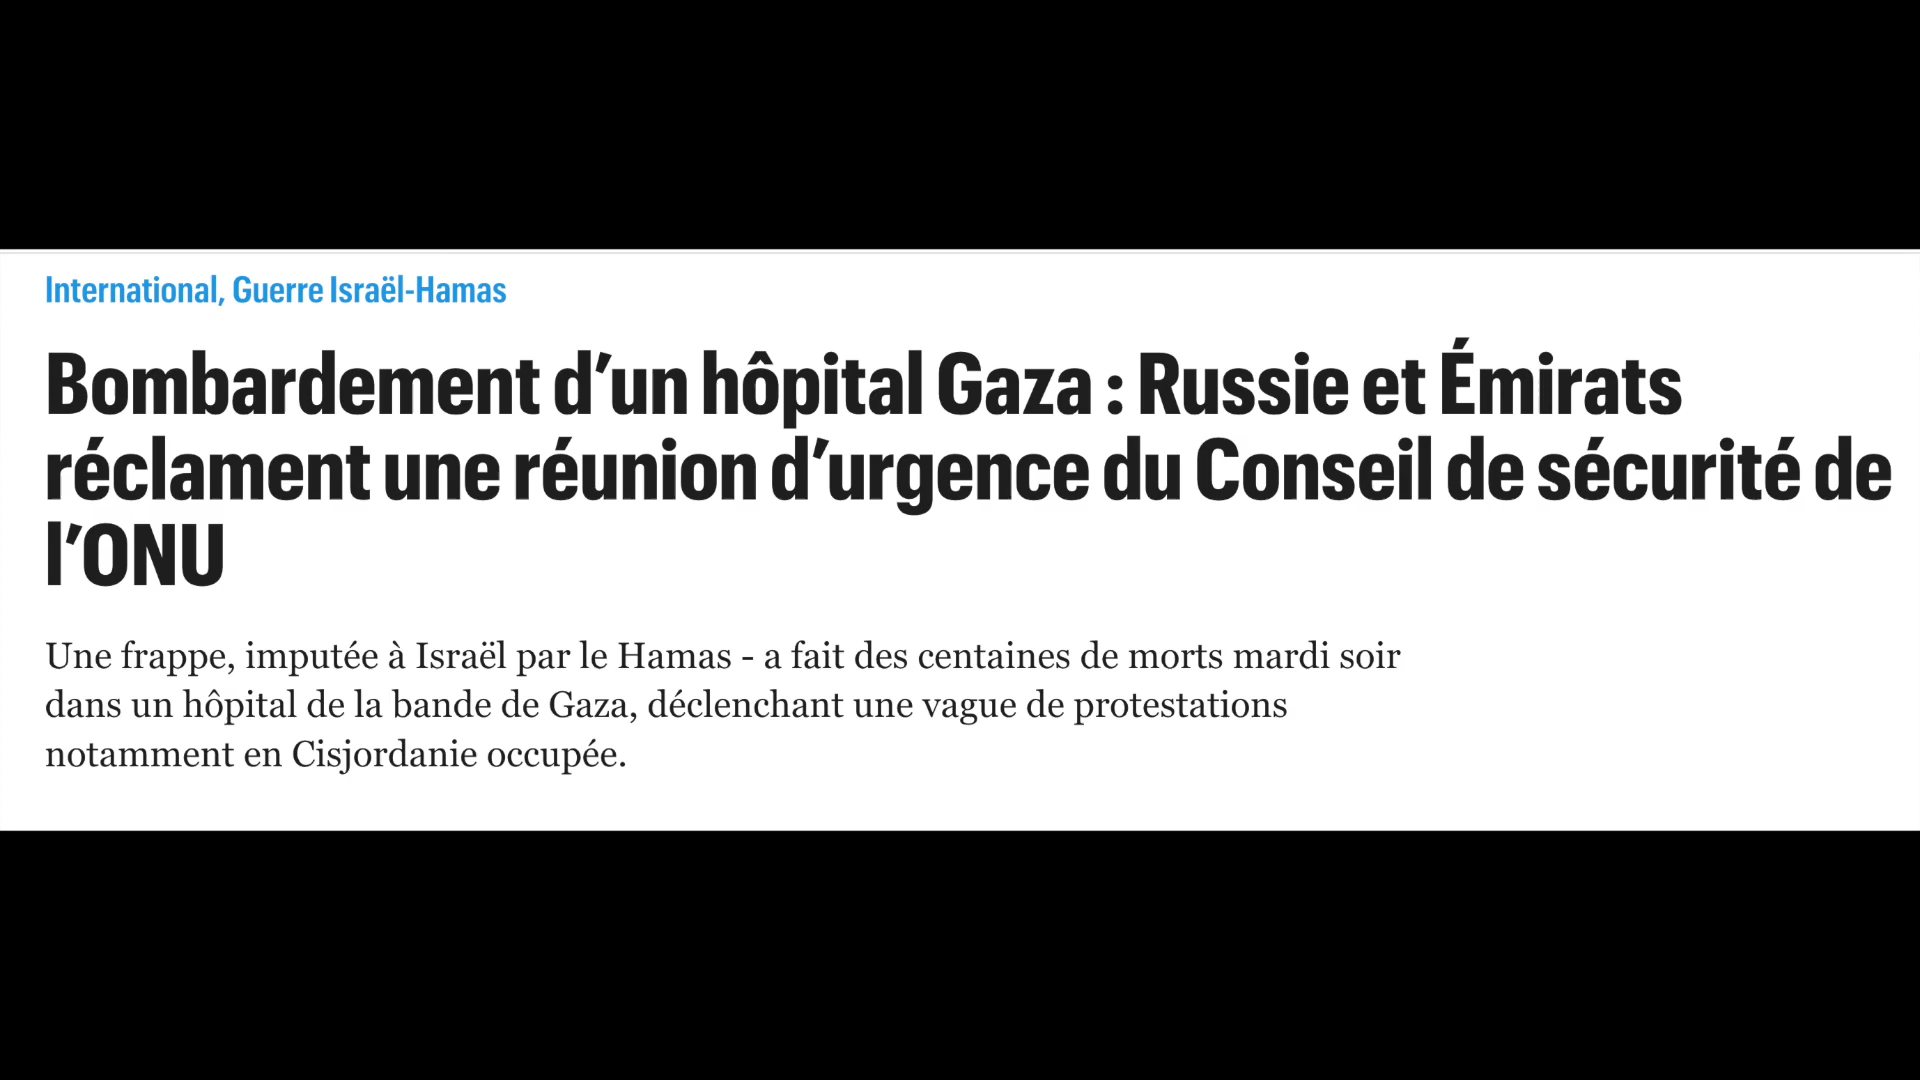 International, Guerre Israël-Hamas
Bombardement d’un hôpital Gaza : Russie et Émirats
réclament une réunion d’urgence du Conseil de sécurité de
l’ONU
Une frappe, imputée à Israël par le Hamas - a fait des centaines de morts mardi soir
dans un hôpital de la bande de Gaza, déclenchant une vague de protestations
notamment en Cisjordanie occupée.